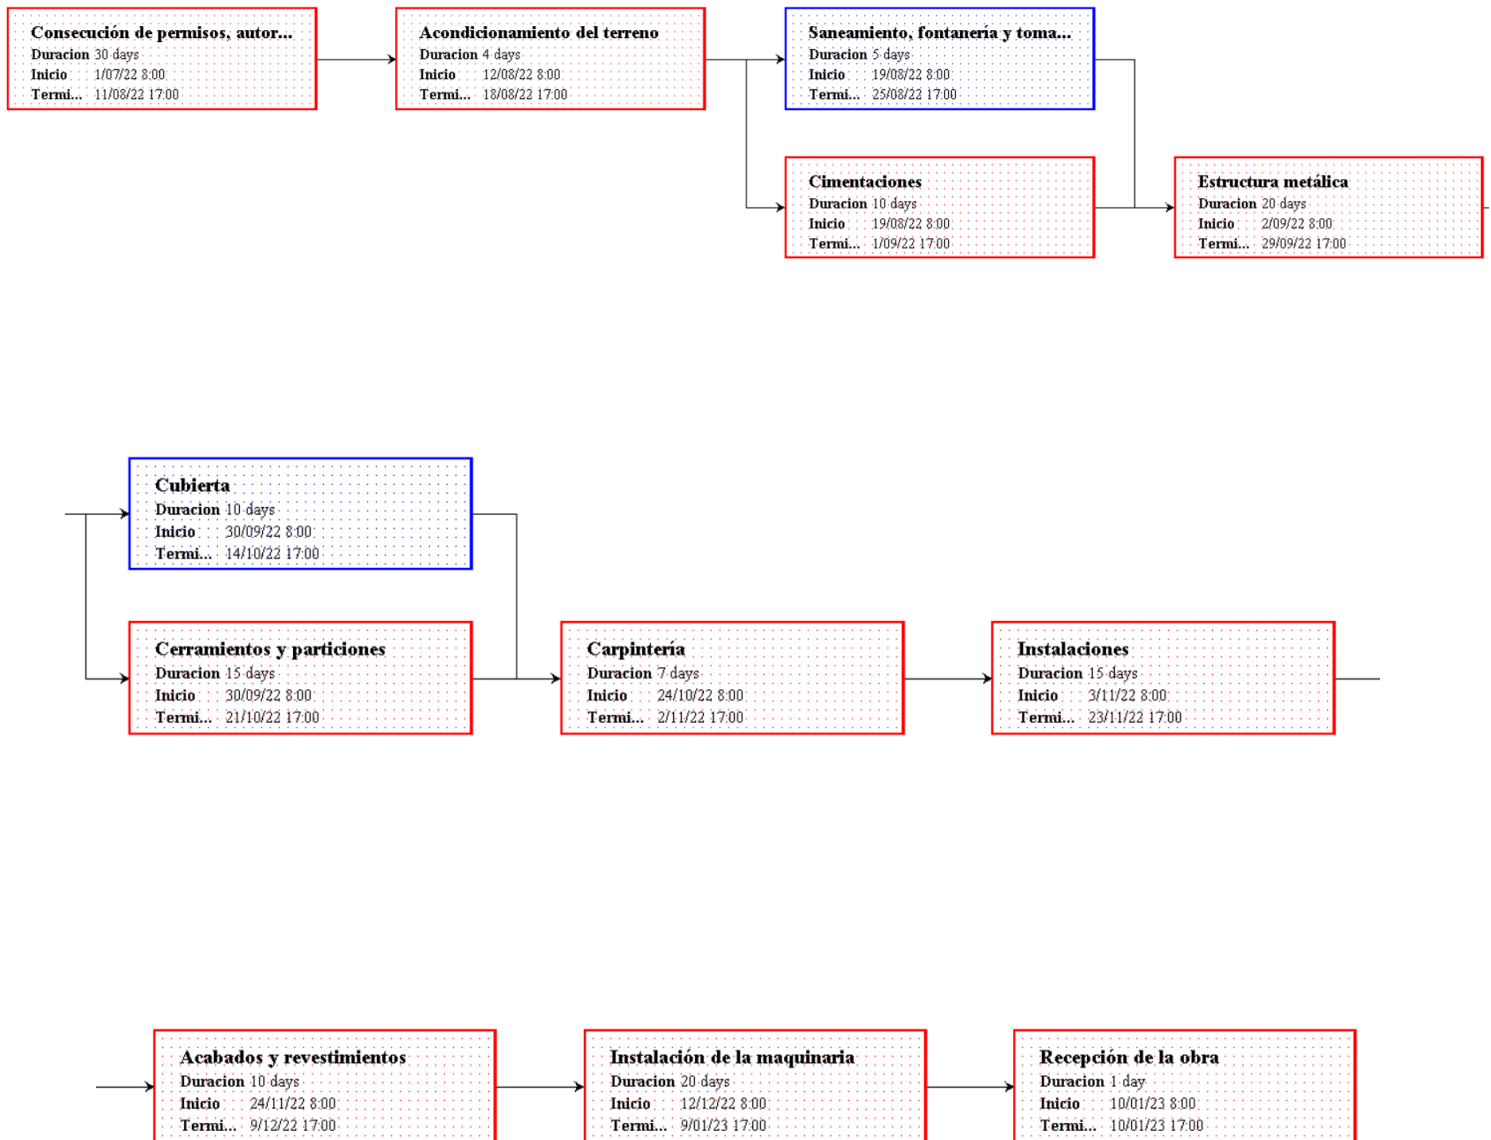 Consecución de permisos, autor...
Duracion 30 days
Inicio 1/07/22 8:00
Termi... 11/08/22 17:00
Acondicionamiento del terreno
Duracion 4 days
Inicio 12/08/22 8:00
Termi... 18/08/22 17:00
Saneamiento, fontanería y toma...
Duracion 5 days
Inicio 19/08/22 8:00
Termi... 25/08/22 17:00
Cimentaciones
Duracion 10 days
Inicio 19/08/22 8:00
Termi... 1/09/22 17:00
Estructura metálica
Duracion 20 days
Inicio 2/09/22 8:00
Termi... 29/09/22 17:00
Cubierta
Duracion 10 days
Inicio 30/09/22 8:00
Termi... 14/10/22 17:00
Cerramientos y particiones
Duracion 15 days
Inicio 30/09/22 8:00
Termi... 21/10/22 17:00
Carpintería
Duracion 7 days
Inicio 24/10/22 8:00
Termi... 2/11/22 17:00
Instalaciones
Duracion 15 days
Inicio 3/11/22 8:00
Termi... 23/11/22 17:00
Acabados y revestimientos
Duracion 10 days
Inicio 24/11/22 8:00
Termi... 9/12/22 17:00
Instalación de la maquinaria
Duracion 20 days
Inicio 12/12/22 8:00
Termi... 9/01/23 17:00
Recepción de la obra
Duracion 1 day
Inicio 10/01/23 8:00
Termi... 10/01/23 17:00